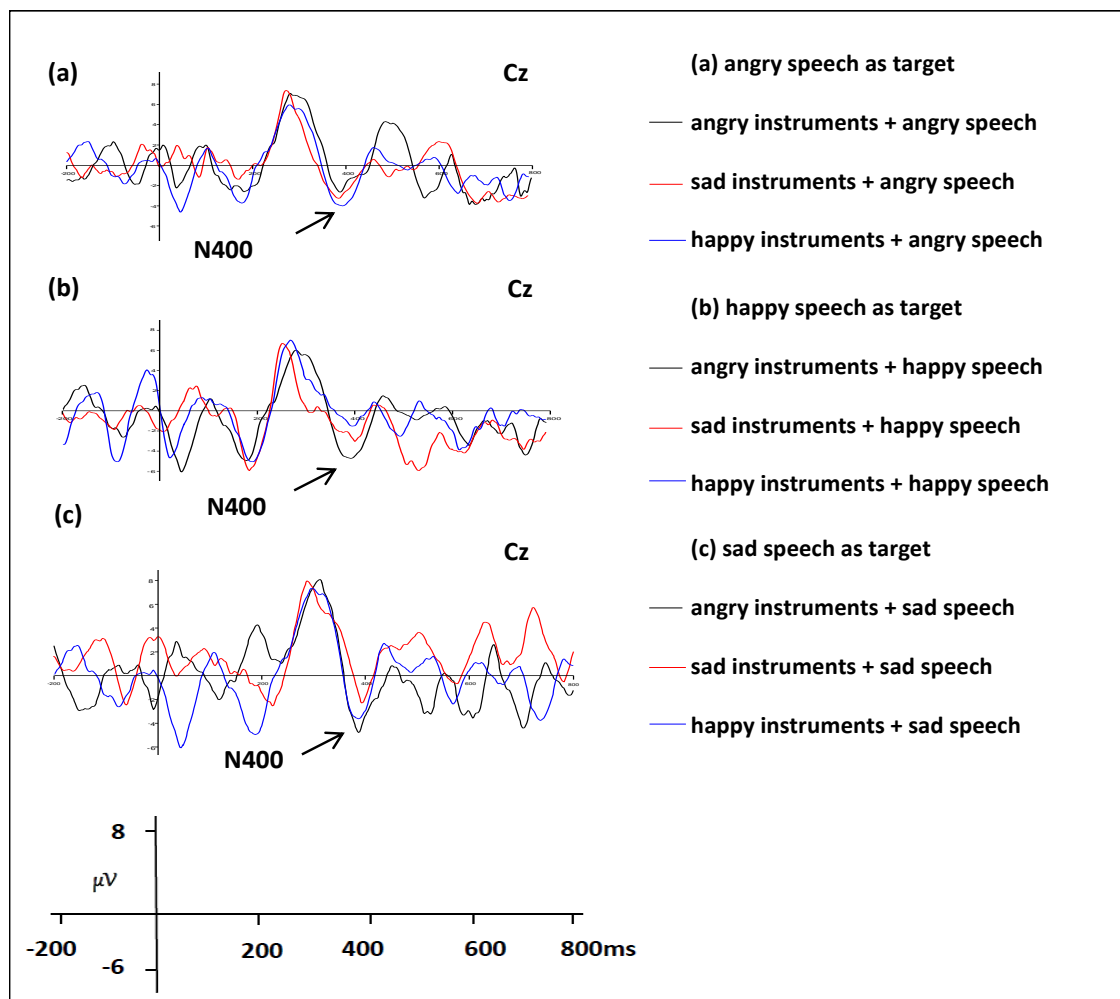 (a)
Cz
N400
(b)
Cz
N400
(c)
Cz
N400
(a) angry speech as target
angry instruments + angry speech
sad instruments + angry speech
happy instruments + angry speech
(b) happy speech as target
angry instruments + happy speech
sad instruments + happy speech
happy instruments + happy speech
(c) sad speech as target
angry instruments + sad speech
sad instruments + sad speech
happy instruments + sad speech
8
μV
-200 200 400 600 800ms
-6